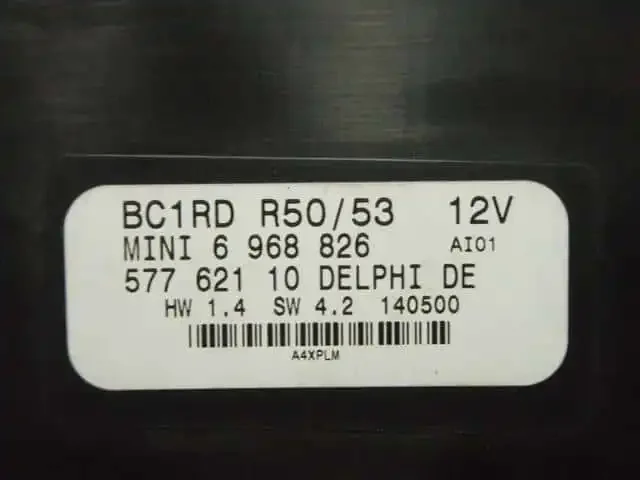 BC1RD R50/53 12V
MINI 6 968 826 AI01
577 621 10 DELPHI DE
HW 1.4 SW 4.2 140500
A4XPLM